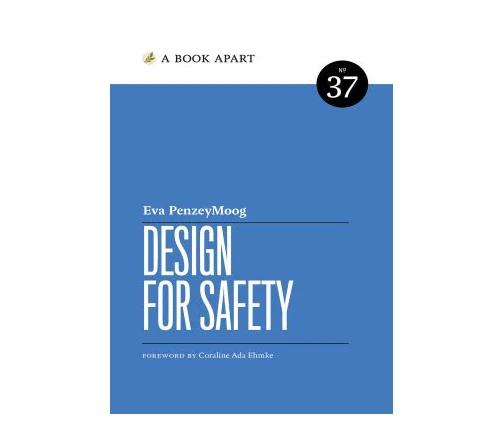 A BOOK APART
Nº
37
Eva PenzeyMoog
DESIGN
FOR SAFETY
FOREWORD BY Coraline Ada Ehmke